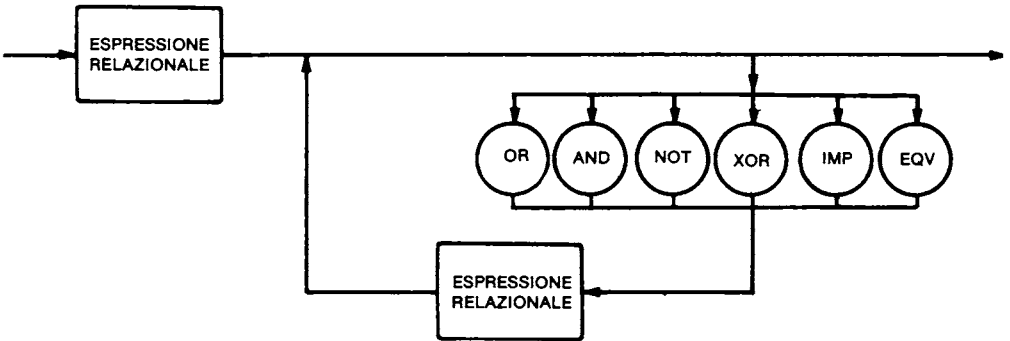 ESPRESSIONE
RELAZIONALE
OR
AND
NOT
XOR
IMP
EQV
ESPRESSIONE
RELAZIONALE